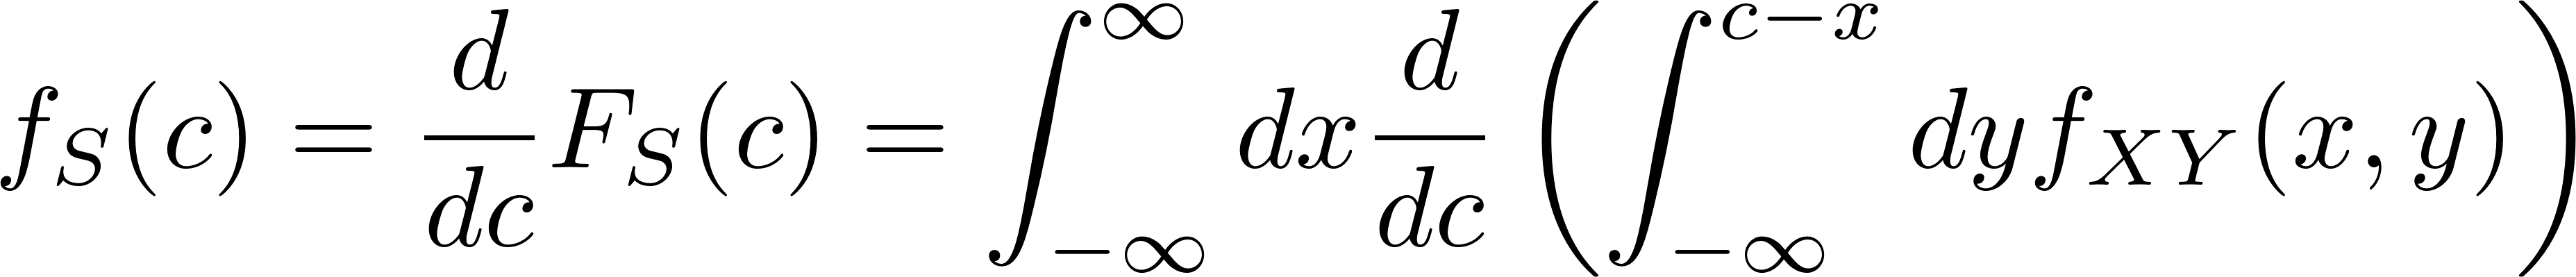 f_S(c) = \frac{d}{dc} F_S(c) = \int_{-\infty}^{\infty} dx \frac{d}{dc} \left( \int_{-\infty}^{c-x} dy f_{XY}(x, y) \right)